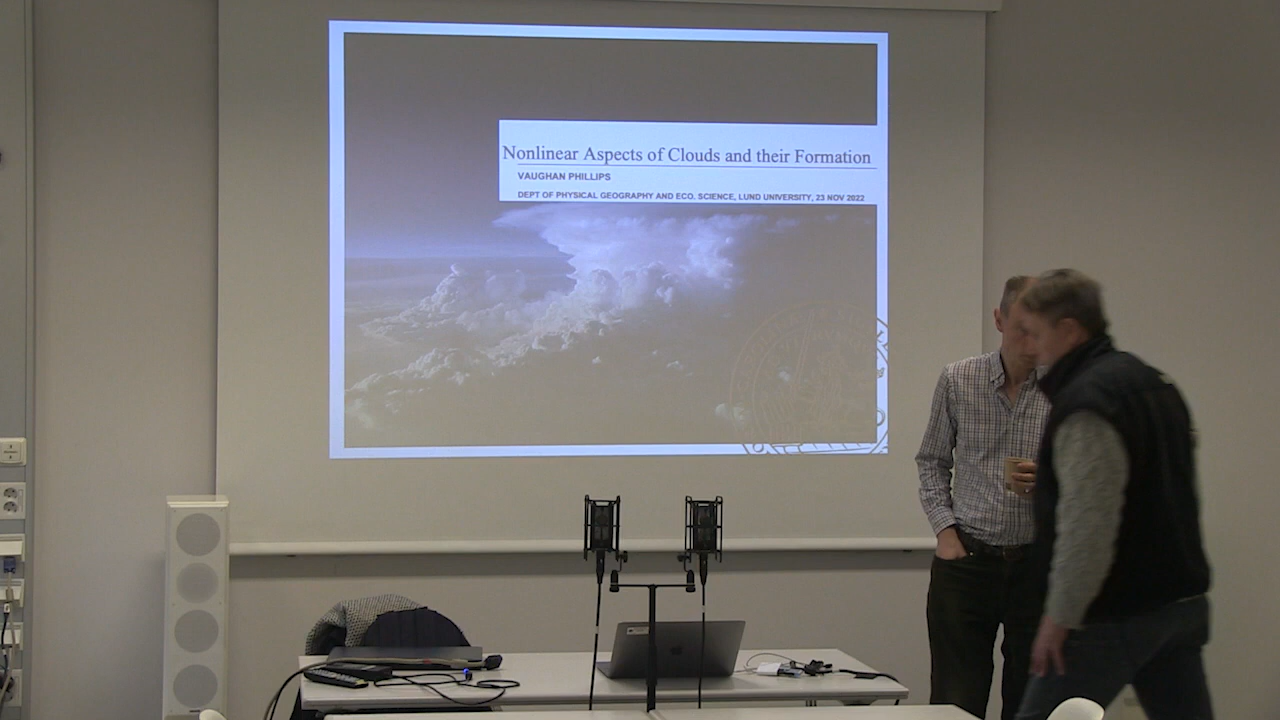 Nonlinear Aspects of Clouds and their Formation
VAUGHAN PHILLIPS
DEPT OF PHYSICAL GEOGRAPHY AND ECO. SCIENCE, LUND UNIVERSITY, 23 NOV 2022